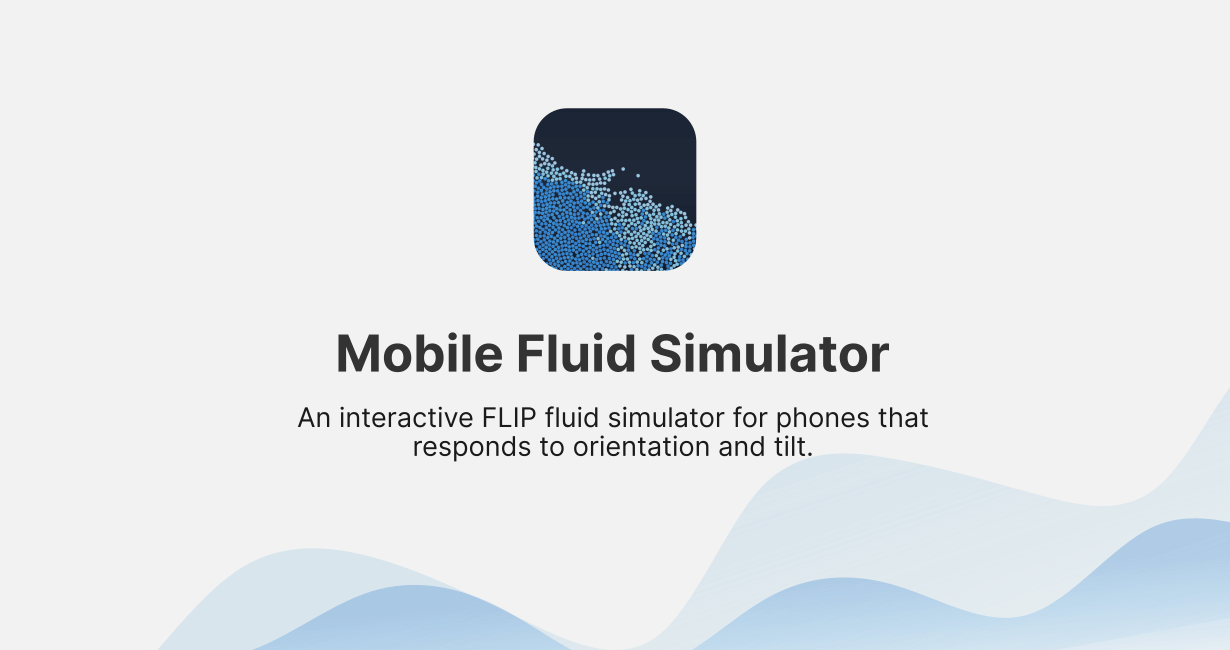 Mobile Fluid Simulator
An interactive FLIP fluid simulator for phones that
responds to orientation and tilt.